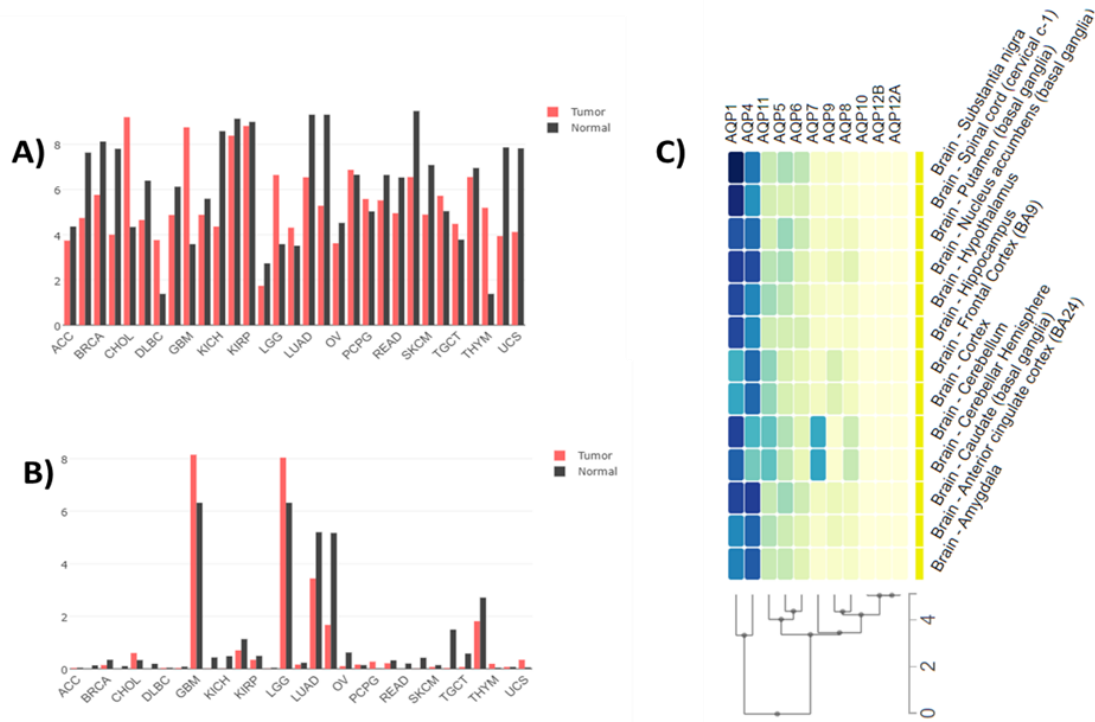 A)
8
6
4
2
0
ACC
BRCA
CHOL
DLBC
GBM
KICH
KIRP
LGG
LUAD
OV
PCPG
READ
SKCM
TGCT
THYM
UCS
Tumor
Normal
B)
8
6
4
2
0
ACC
BRCA
CHOL
DLBC
GBM
KICH
KIRP
LGG
LUAD
OV
PCPG
READ
SKCM
TGCT
THYM
UCS
Tumor
Normal
C)
AQP1
AQP4
AQP11
AQP5
AQP6
AQP7
AQP9
AQP8
AQP10
AQP12B
AQP12A
Brain - Substantia nigra
Brain - Spinal cord (cervical c-1)
Brain - Putamen (basal ganglia)
Brain - Nucleus accumbens (basal ganglia)
Brain - Hypothalamus
Brain - Hippocampus
Brain - Frontal Cortex (BA9)
Brain - Cortex
Brain - Cerebellum
Brain - Cerebellar Hemisphere
Brain - Caudate (basal ganglia)
Brain - Anterior cingulate cortex (BA24)
Brain - Amygdala
4
2
0